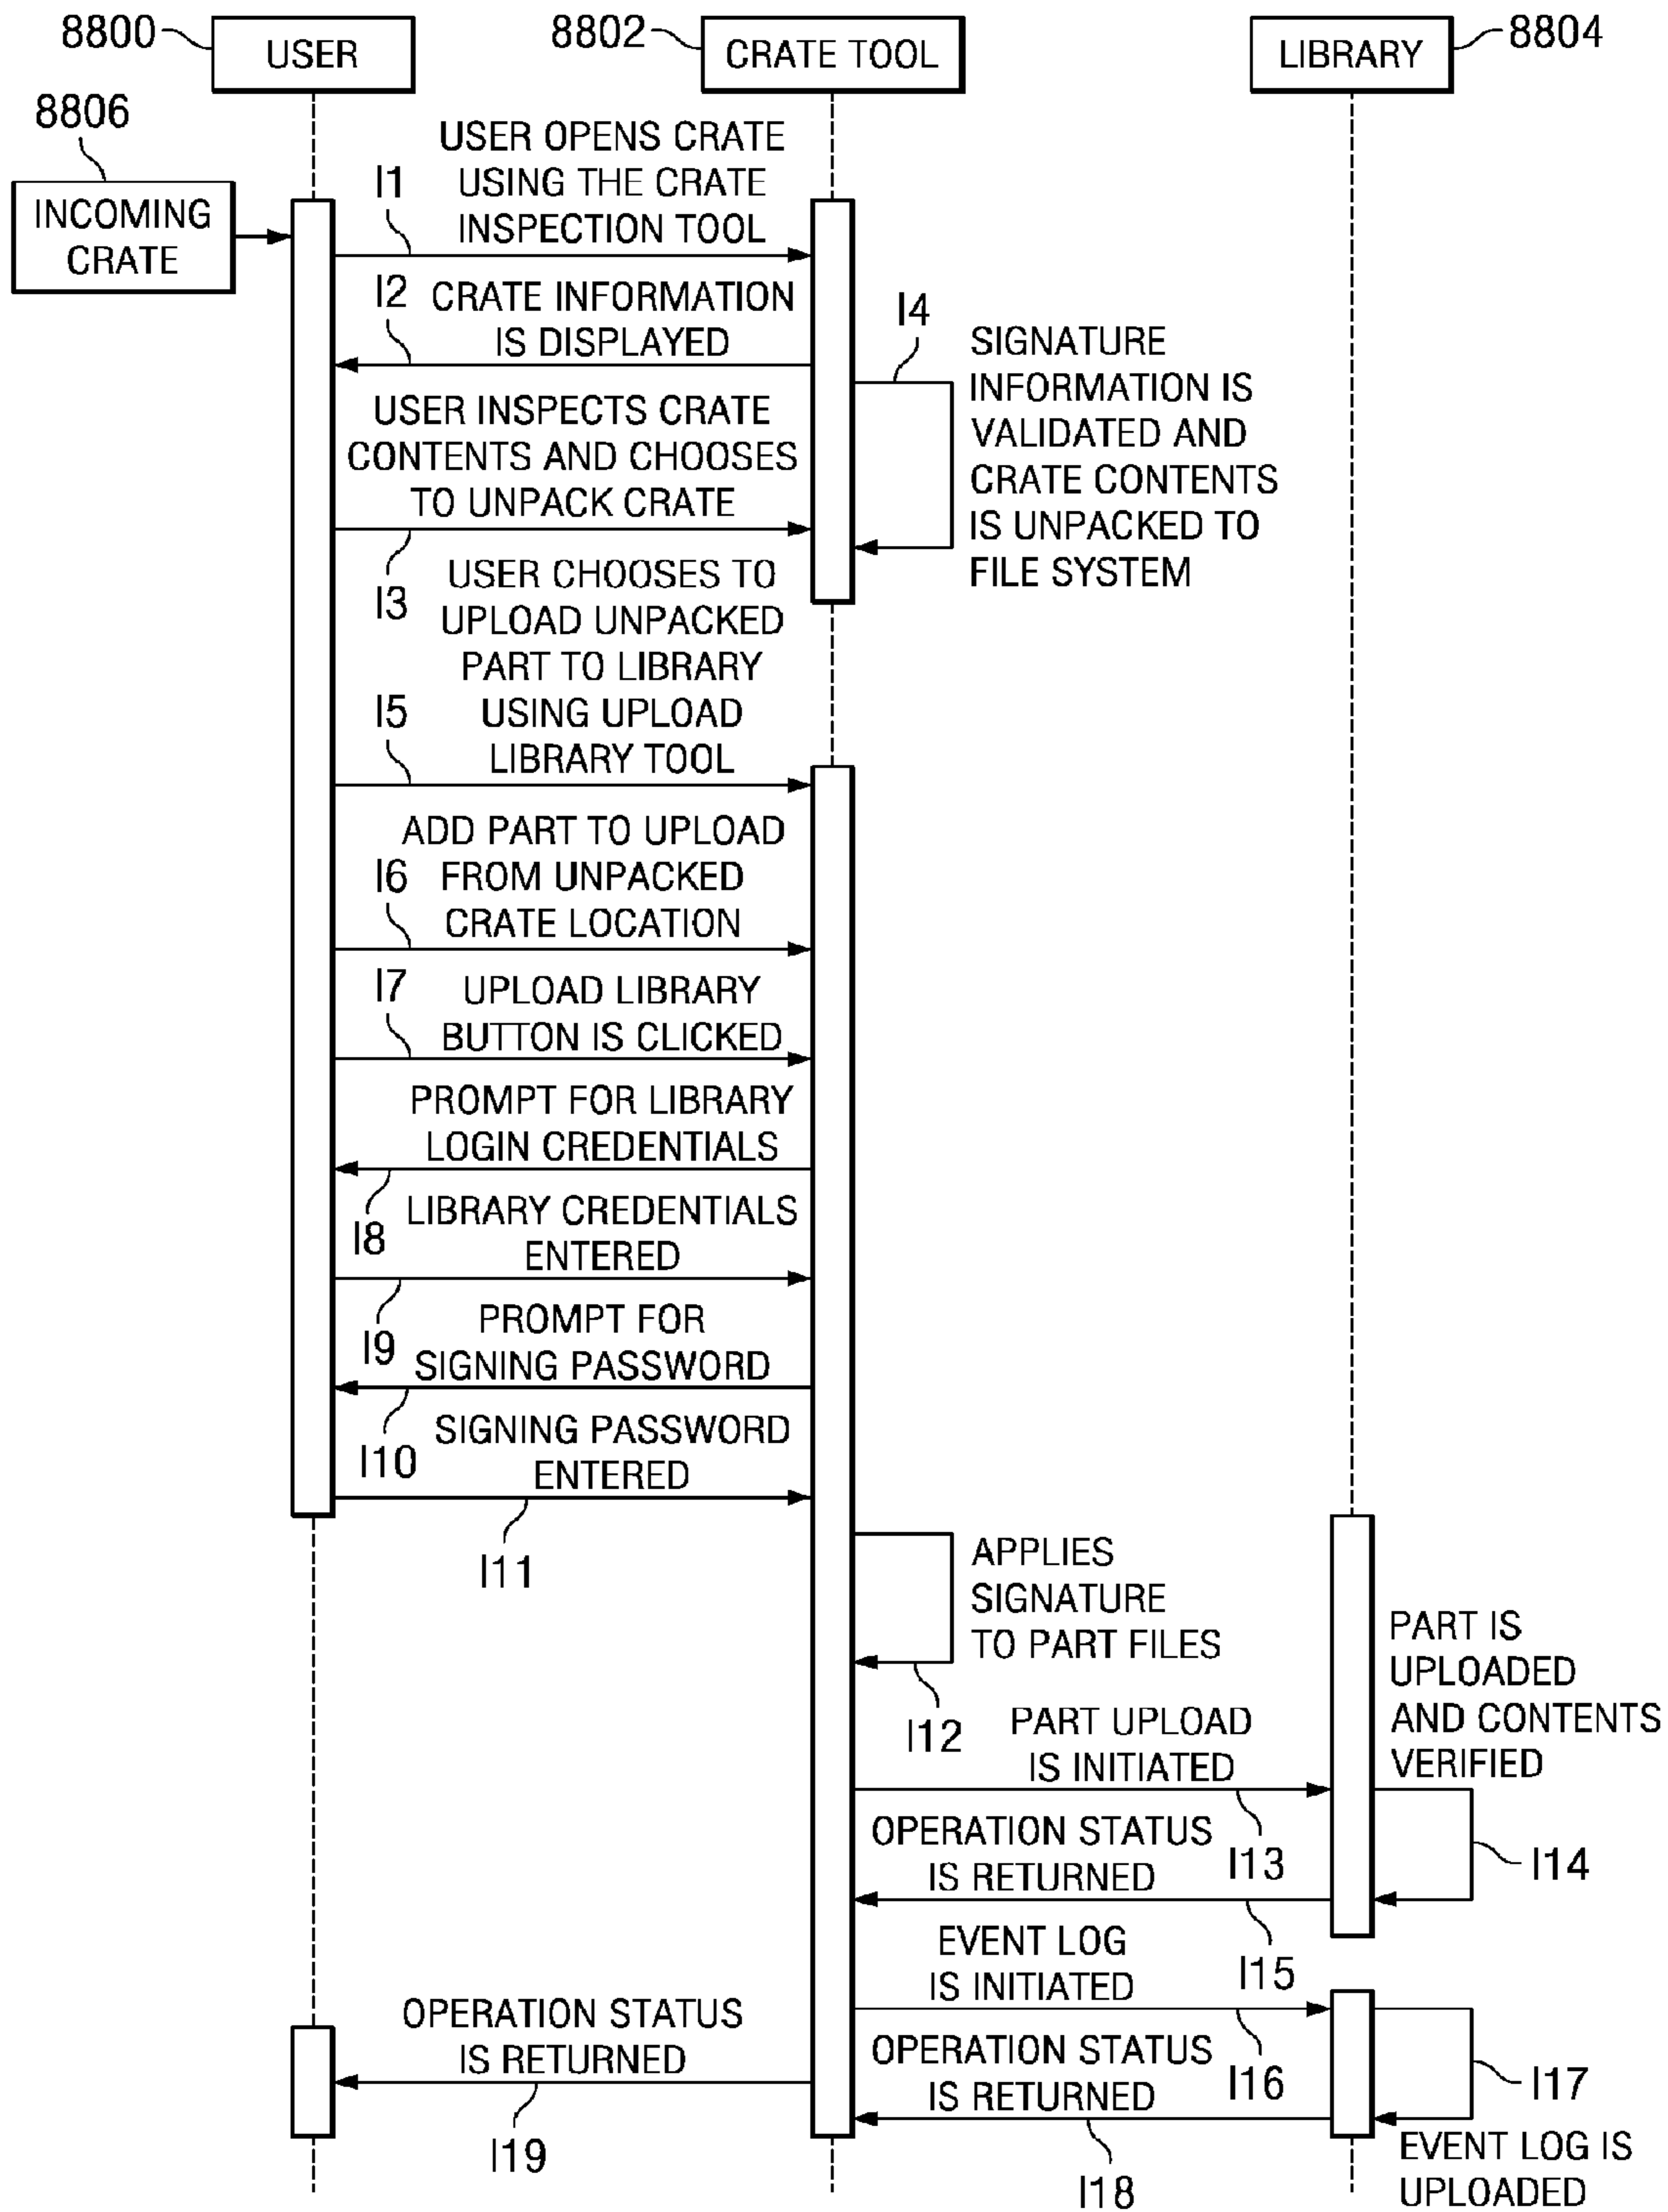 8800
USER
8802
CRATE TOOL
LIBRARY
8804
8806
INCOMING
CRATE
I1
USER OPENS CRATE
USING THE CRATE
INSPECTION TOOL
I2
CRATE INFORMATION
IS DISPLAYED
I4
SIGNATURE
INFORMATION IS
VALIDATED AND
CRATE CONTENTS
IS UNPACKED TO
FILE SYSTEM
USER INSPECTS CRATE
CONTENTS AND CHOOSES
TO UNPACK CRATE
I3
USER CHOOSES TO
UPLOAD UNPACKED
PART TO LIBRARY
USING UPLOAD
LIBRARY TOOL
I5
ADD PART TO UPLOAD
FROM UNPACKED
CRATE LOCATION
I6
I7
UPLOAD LIBRARY
BUTTON IS CLICKED
PROMPT FOR LIBRARY
LOGIN CREDENTIALS
I8
LIBRARY CREDENTIALS
ENTERED
I9
PROMPT FOR
SIGNING PASSWORD
I10
SIGNING PASSWORD
ENTERED
I11
APPLIES
SIGNATURE
TO PART FILES
I12
PART IS
UPLOADED
AND CONTENTS
VERIFIED
PART UPLOAD
IS INITIATED
I13
I14
OPERATION STATUS
IS RETURNED
I15
EVENT LOG
IS INITIATED
I16
I17
OPERATION STATUS
IS RETURNED
I19
OPERATION STATUS
IS RETURNED
I18
EVENT LOG IS
UPLOADED